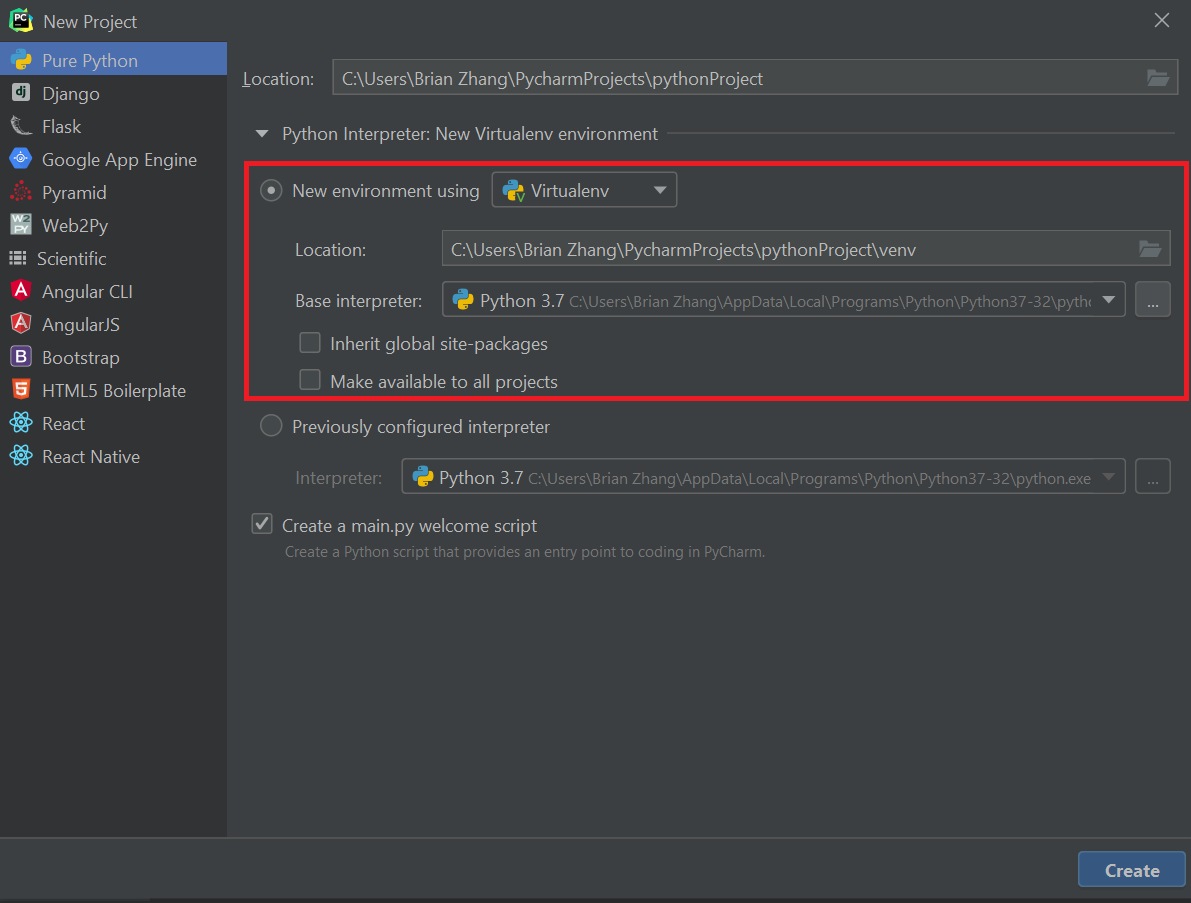 New Project
Pure Python
Django
Flask
Google App Engine
Pyramid
Web2Py
Scientific
Angular CLI
AngularJS
Bootstrap
HTML5 Boilerplate
React
React Native
Location: C:\Users\Brian Zhang\PycharmProjects\pythonProject
Python Interpreter: New Virtualenv environment
New environment using Virtualenv
Location: C:\Users\Brian Zhang\PycharmProjects\pythonProject\venv
Base interpreter: Python 3.7 C:\Users\Brian Zhang\AppData\Local\Programs\Python\Python37-32\pytho ...
Inherit global site-packages
Make available to all projects
Previously configured interpreter
Interpreter: Python 3.7 C:\Users\Brian Zhang\AppData\Local\Programs\Python\Python37-32\python.exe ...
Create a main.py welcome script
Create a Python script that provides an entry point to coding in PyCharm.
Create